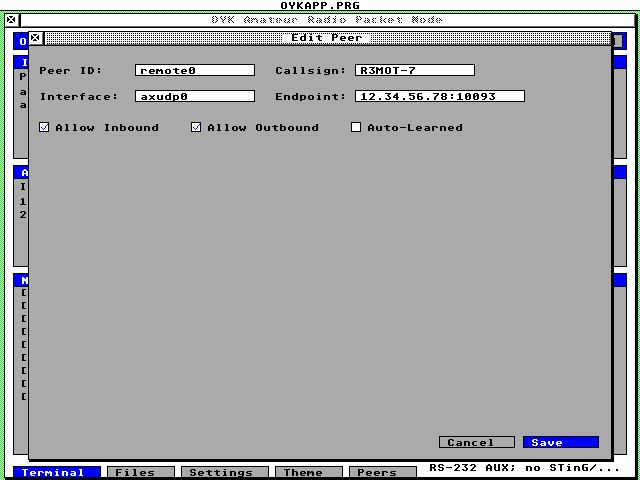 OYKAPP.PRG
OYK Amateur Radio Packet Node
Edit Peer
Peer ID: remote0 Callsign: R3MOT-7
Interface: axudp0 Endpoint: 12.34.56.78:10093
Allow Inbound Allow Outbound Auto-Learned
Cancel Save
Terminal Files Settings Theme Peers RS-232 AUX; no STinG/...